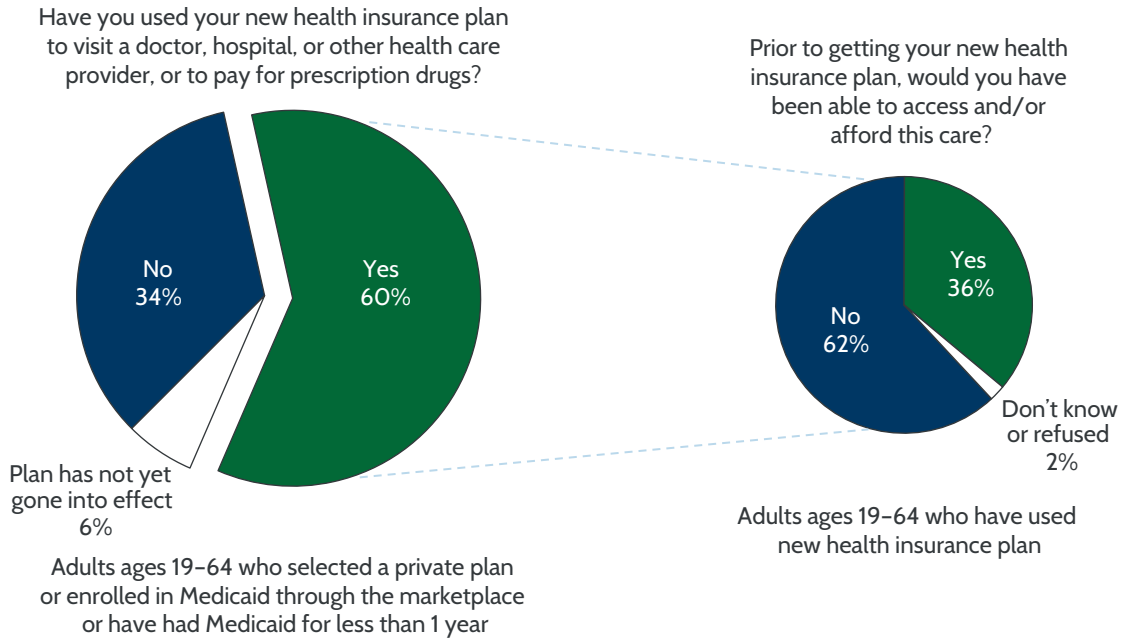 Have you used your new health insurance plan
to visit a doctor, hospital, or other health care
provider, or to pay for prescription drugs?
No
34%
Yes
60%
Plan has not yet
gone into effect
6%
Adults ages 19–64 who selected a private plan
or enrolled in Medicaid through the marketplace
or have had Medicaid for less than 1 year
Prior to getting your new health
insurance plan, would you have
been able to access and/or
afford this care?
Yes
36%
No
62%
Don't know
or refused
2%
Adults ages 19–64 who have used
new health insurance plan